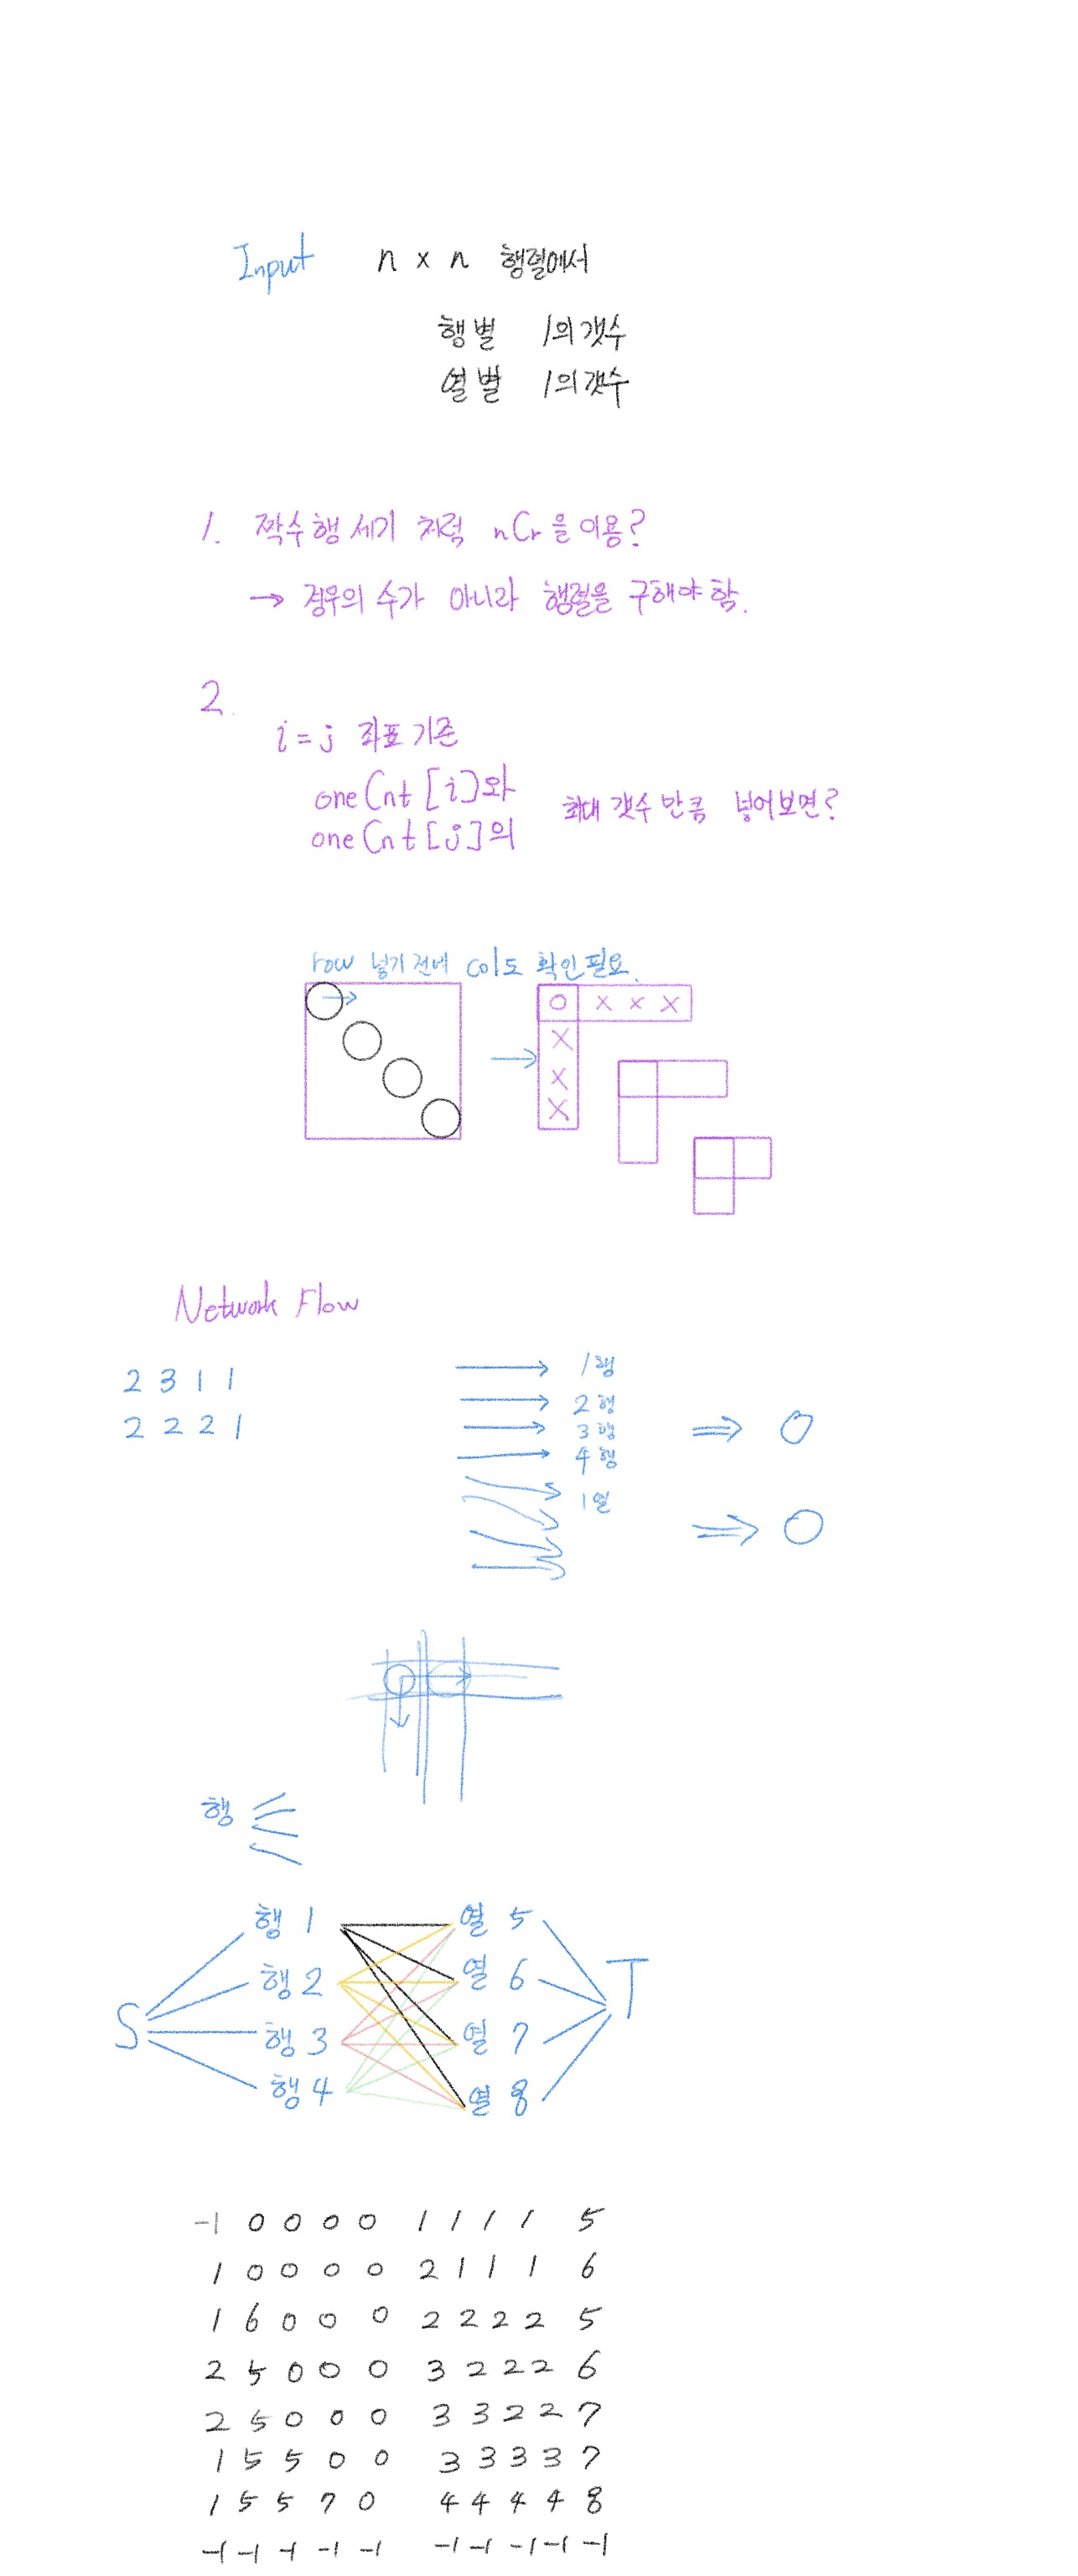 Input n x n 행렬에서
행별 1의 갯수
열별 1의 갯수
1. 짝수행 세기 처럼 nCr을 이용?
→ 경우의 수가 아니라 행렬을 구해야 함.
2.
i=j 좌표 기준
oneCnt[i]와
oneCnt[j]의 최대 갯수 만큼 넣어보면?
row 넣기 전에 col도 확인필요.
O x x x
x
x
x
Network Flow
2 3 1 1
2 2 2 1
1행
2행
3행
4행
1열
⇒ O
⇒ O
행
행 1 열 5
행 2 열 6
S 행 3 열 7 T
행 4 열 8
-1 0 0 0 0 1 1 1 1 5
1 0 0 0 0 2 1 1 1 6
1 6 0 0 0 2 2 2 2 5
2 5 0 0 0 3 2 2 2 6
2 5 0 0 0 3 3 2 2 7
1 5 5 0 0 3 3 3 3 7
1 5 5 7 0 4 4 4 4 8
-1 -1 -1 -1 -1 -1 -1 -1 -1 -1